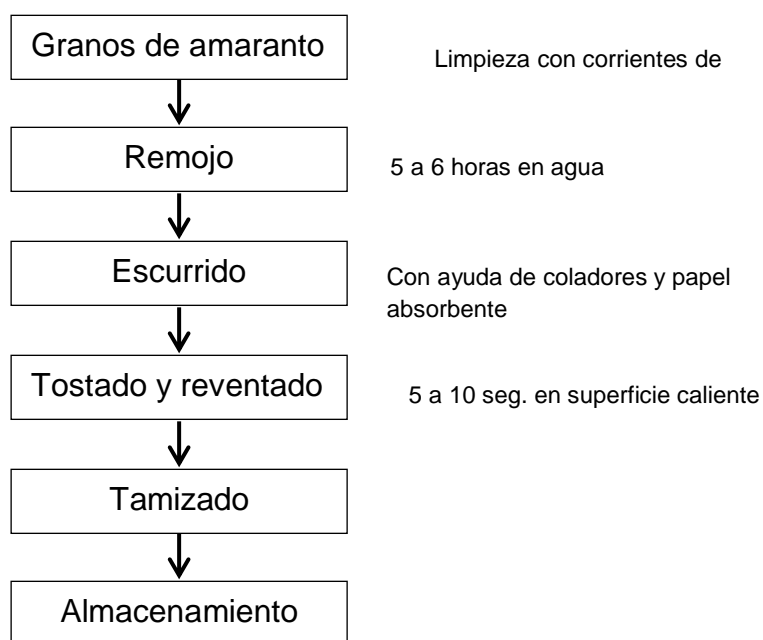 Granos de amaranto
Limpieza con corrientes de
Remojo
5 a 6 horas en agua
Escurrido
Con ayuda de coladores y papel
absorbente
Tostado y reventado
5 a 10 seg. en superficie caliente
Tamizado
Almacenamiento